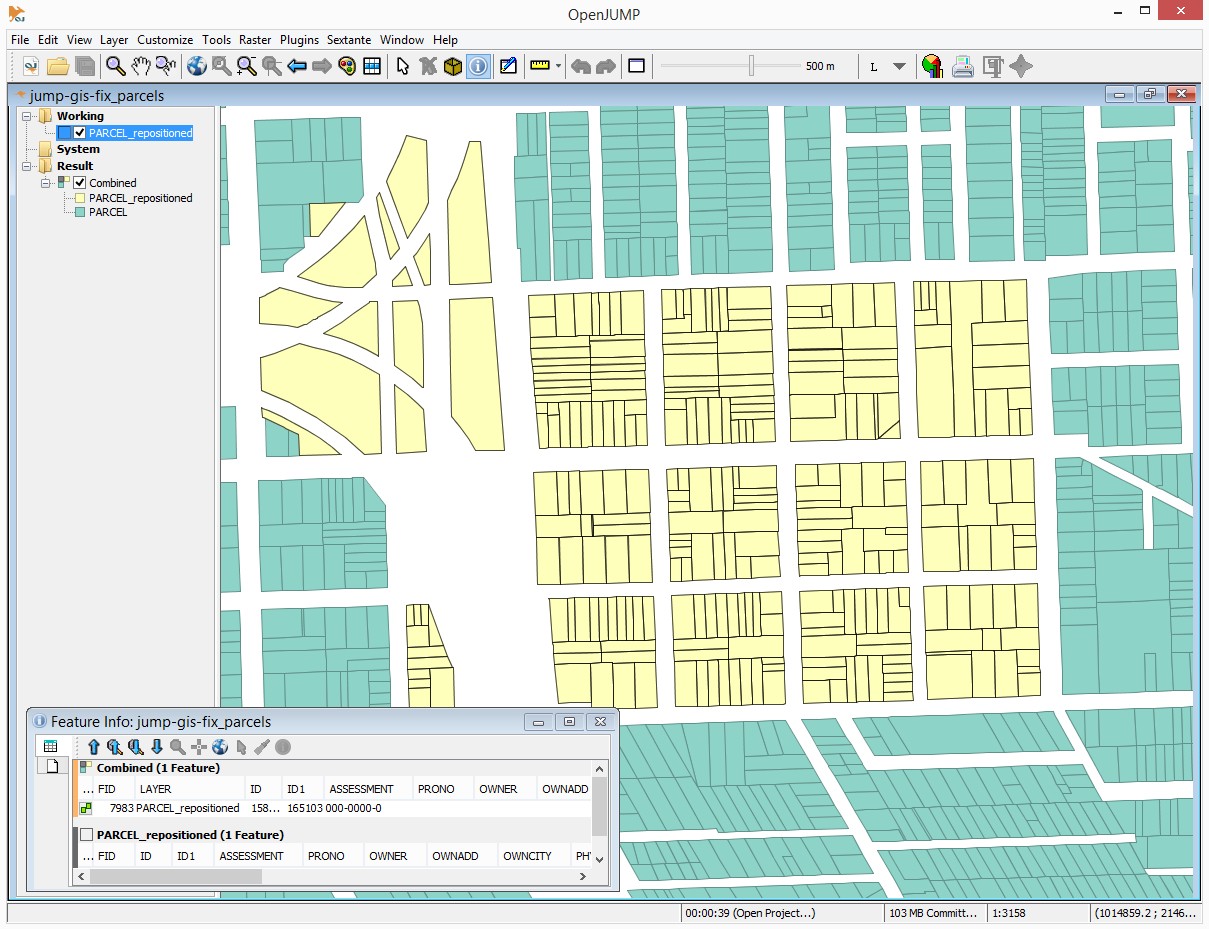 OpenJUMP
File Edit View Layer Customize Tools Raster Plugins Sextante Window Help
500 m L
jump-gis-fix_parcels
Working
PARCEL_repositioned
System
Result
Combined
PARCEL_repositioned
PARCEL
Feature Info: jump-gis-fix_parcels
Combined (1 Feature)
... FID LAYER ID ID1 ASSESSMENT PRONO OWNER OWNADD
7983 PARCEL_repositioned 158... 165103 000-0000-0
PARCEL_repositioned (1 Feature)
... FID ID ID1 ASSESSMENT PRONO OWNER OWNADD OWNCITY PH
00:00:39 (Open Project...) 103 MB Committ... 1:3158 (1014859.2 ; 2146...